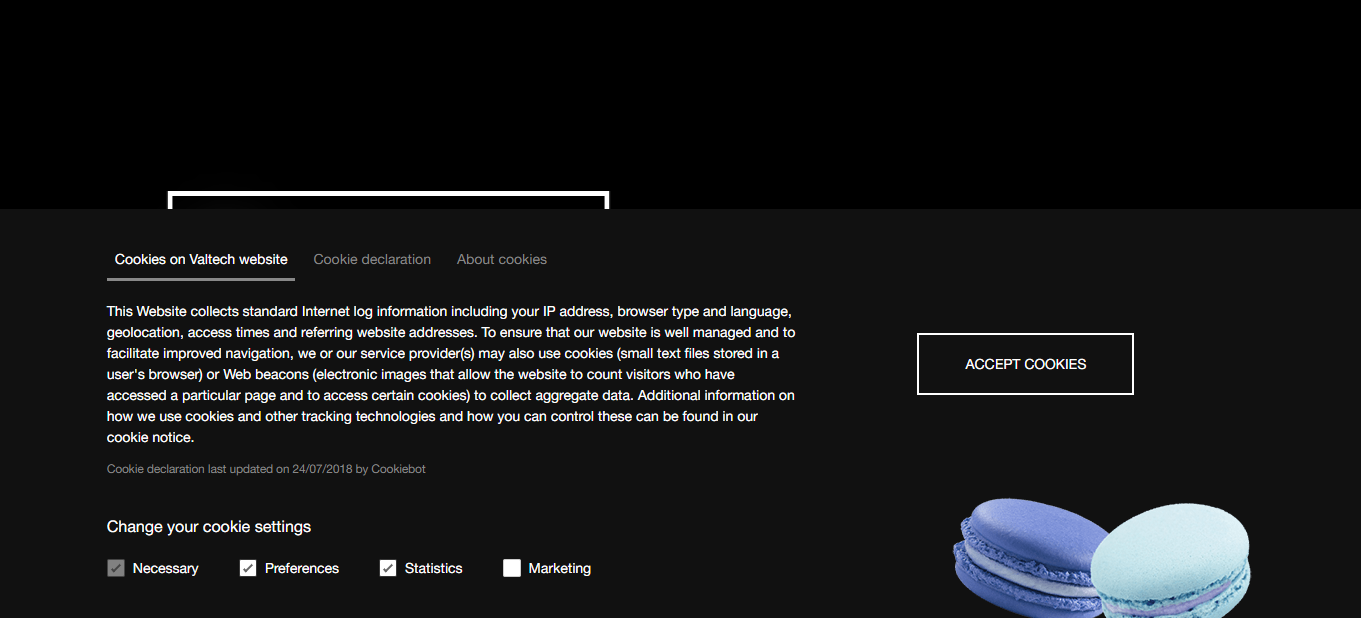 Cookies on Valtech website Cookie declaration About cookies
This Website collects standard Internet log information including your IP address, browser type and language,
geolocation, access times and referring website addresses. To ensure that our website is well managed and to
facilitate improved navigation, we or our service provider(s) may also use cookies (small text files stored in a
user's browser) or Web beacons (electronic images that allow the website to count visitors who have
accessed a particular page and to access certain cookies) to collect aggregate data. Additional information on
how we use cookies and other tracking technologies and how you can control these can be found in our
cookie notice.
Cookie declaration last updated on 24/07/2018 by Cookiebot
ACCEPT COOKIES
Change your cookie settings
Necessary Preferences Statistics Marketing